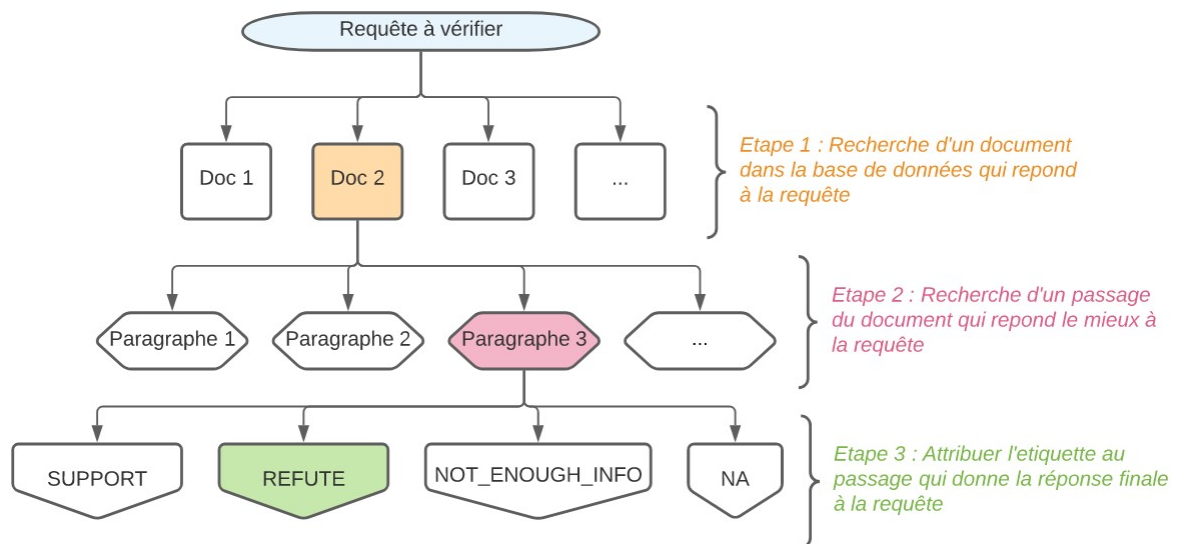 Requête à vérifier
Doc 1
Doc 2
Doc 3
...
Etape 1 : Recherche d'un document
dans la base de données qui repond
à la requête
Paragraphe 1
Paragraphe 2
Paragraphe 3
...
Etape 2 : Recherche d'un passage
du document qui repond le mieux à
la requête
SUPPORT
REFUTE
NOT_ENOUGH_INFO
NA
Etape 3 : Attribuer l'etiquette au
passage qui donne la réponse finale
à la requête